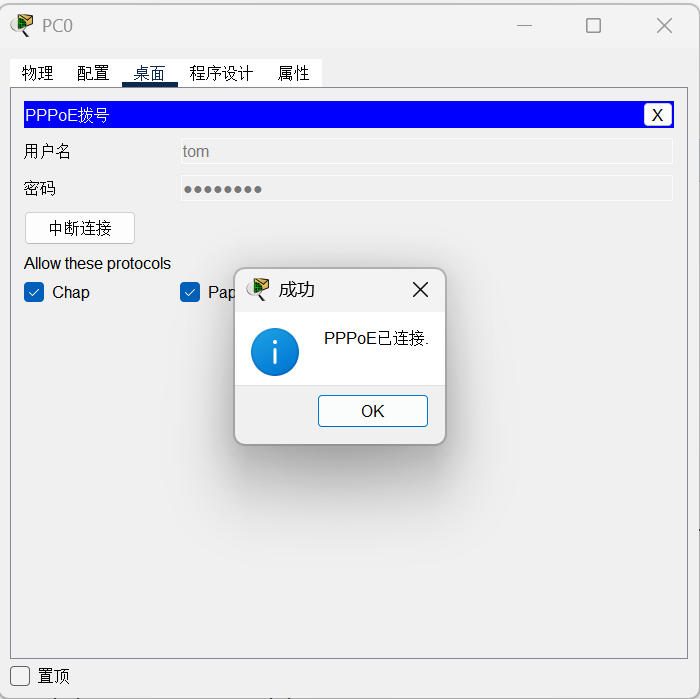 PC0
物理 配置 桌面 程序设计 属性
PPPoE拨号 X
用户名 tom
密码 ●●●●●●●●
中断连接
Allow these protocols
Chap Pap
成功
PPPoE已连接.
OK
置顶